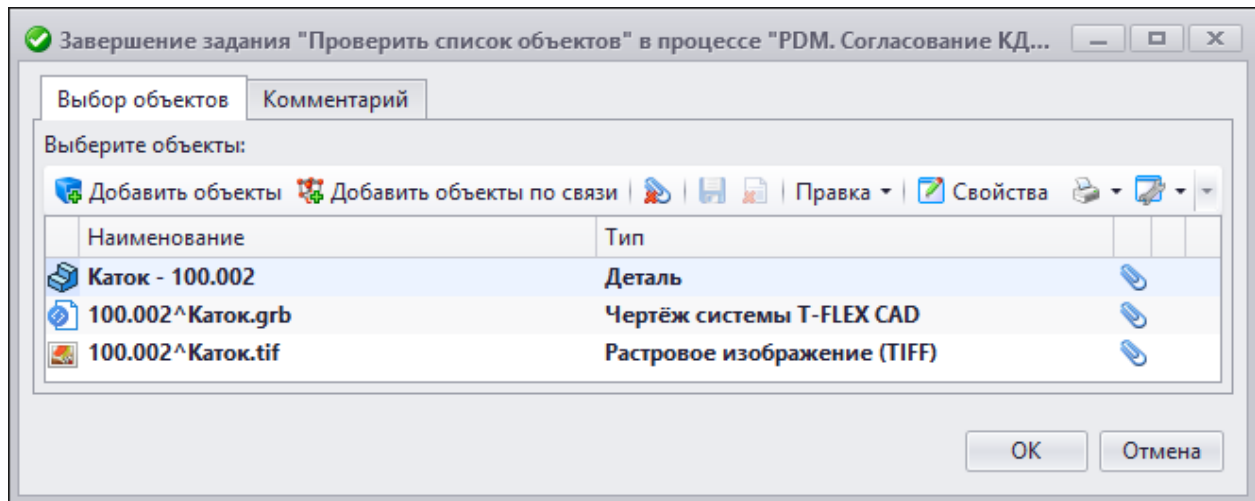 Завершение задания "Проверить список объектов" в процессе "PDM. Согласование КД...
Выбор объектов Комментарий
Выберите объекты:
Добавить объекты Добавить объекты по связи Правка Свойства
Наименование Тип
Каток - 100.002 Деталь
100.002^Каток.grb Чертёж системы T-FLEX CAD
100.002^Каток.tif Растровое изображение (TIFF)
ОК Отмена